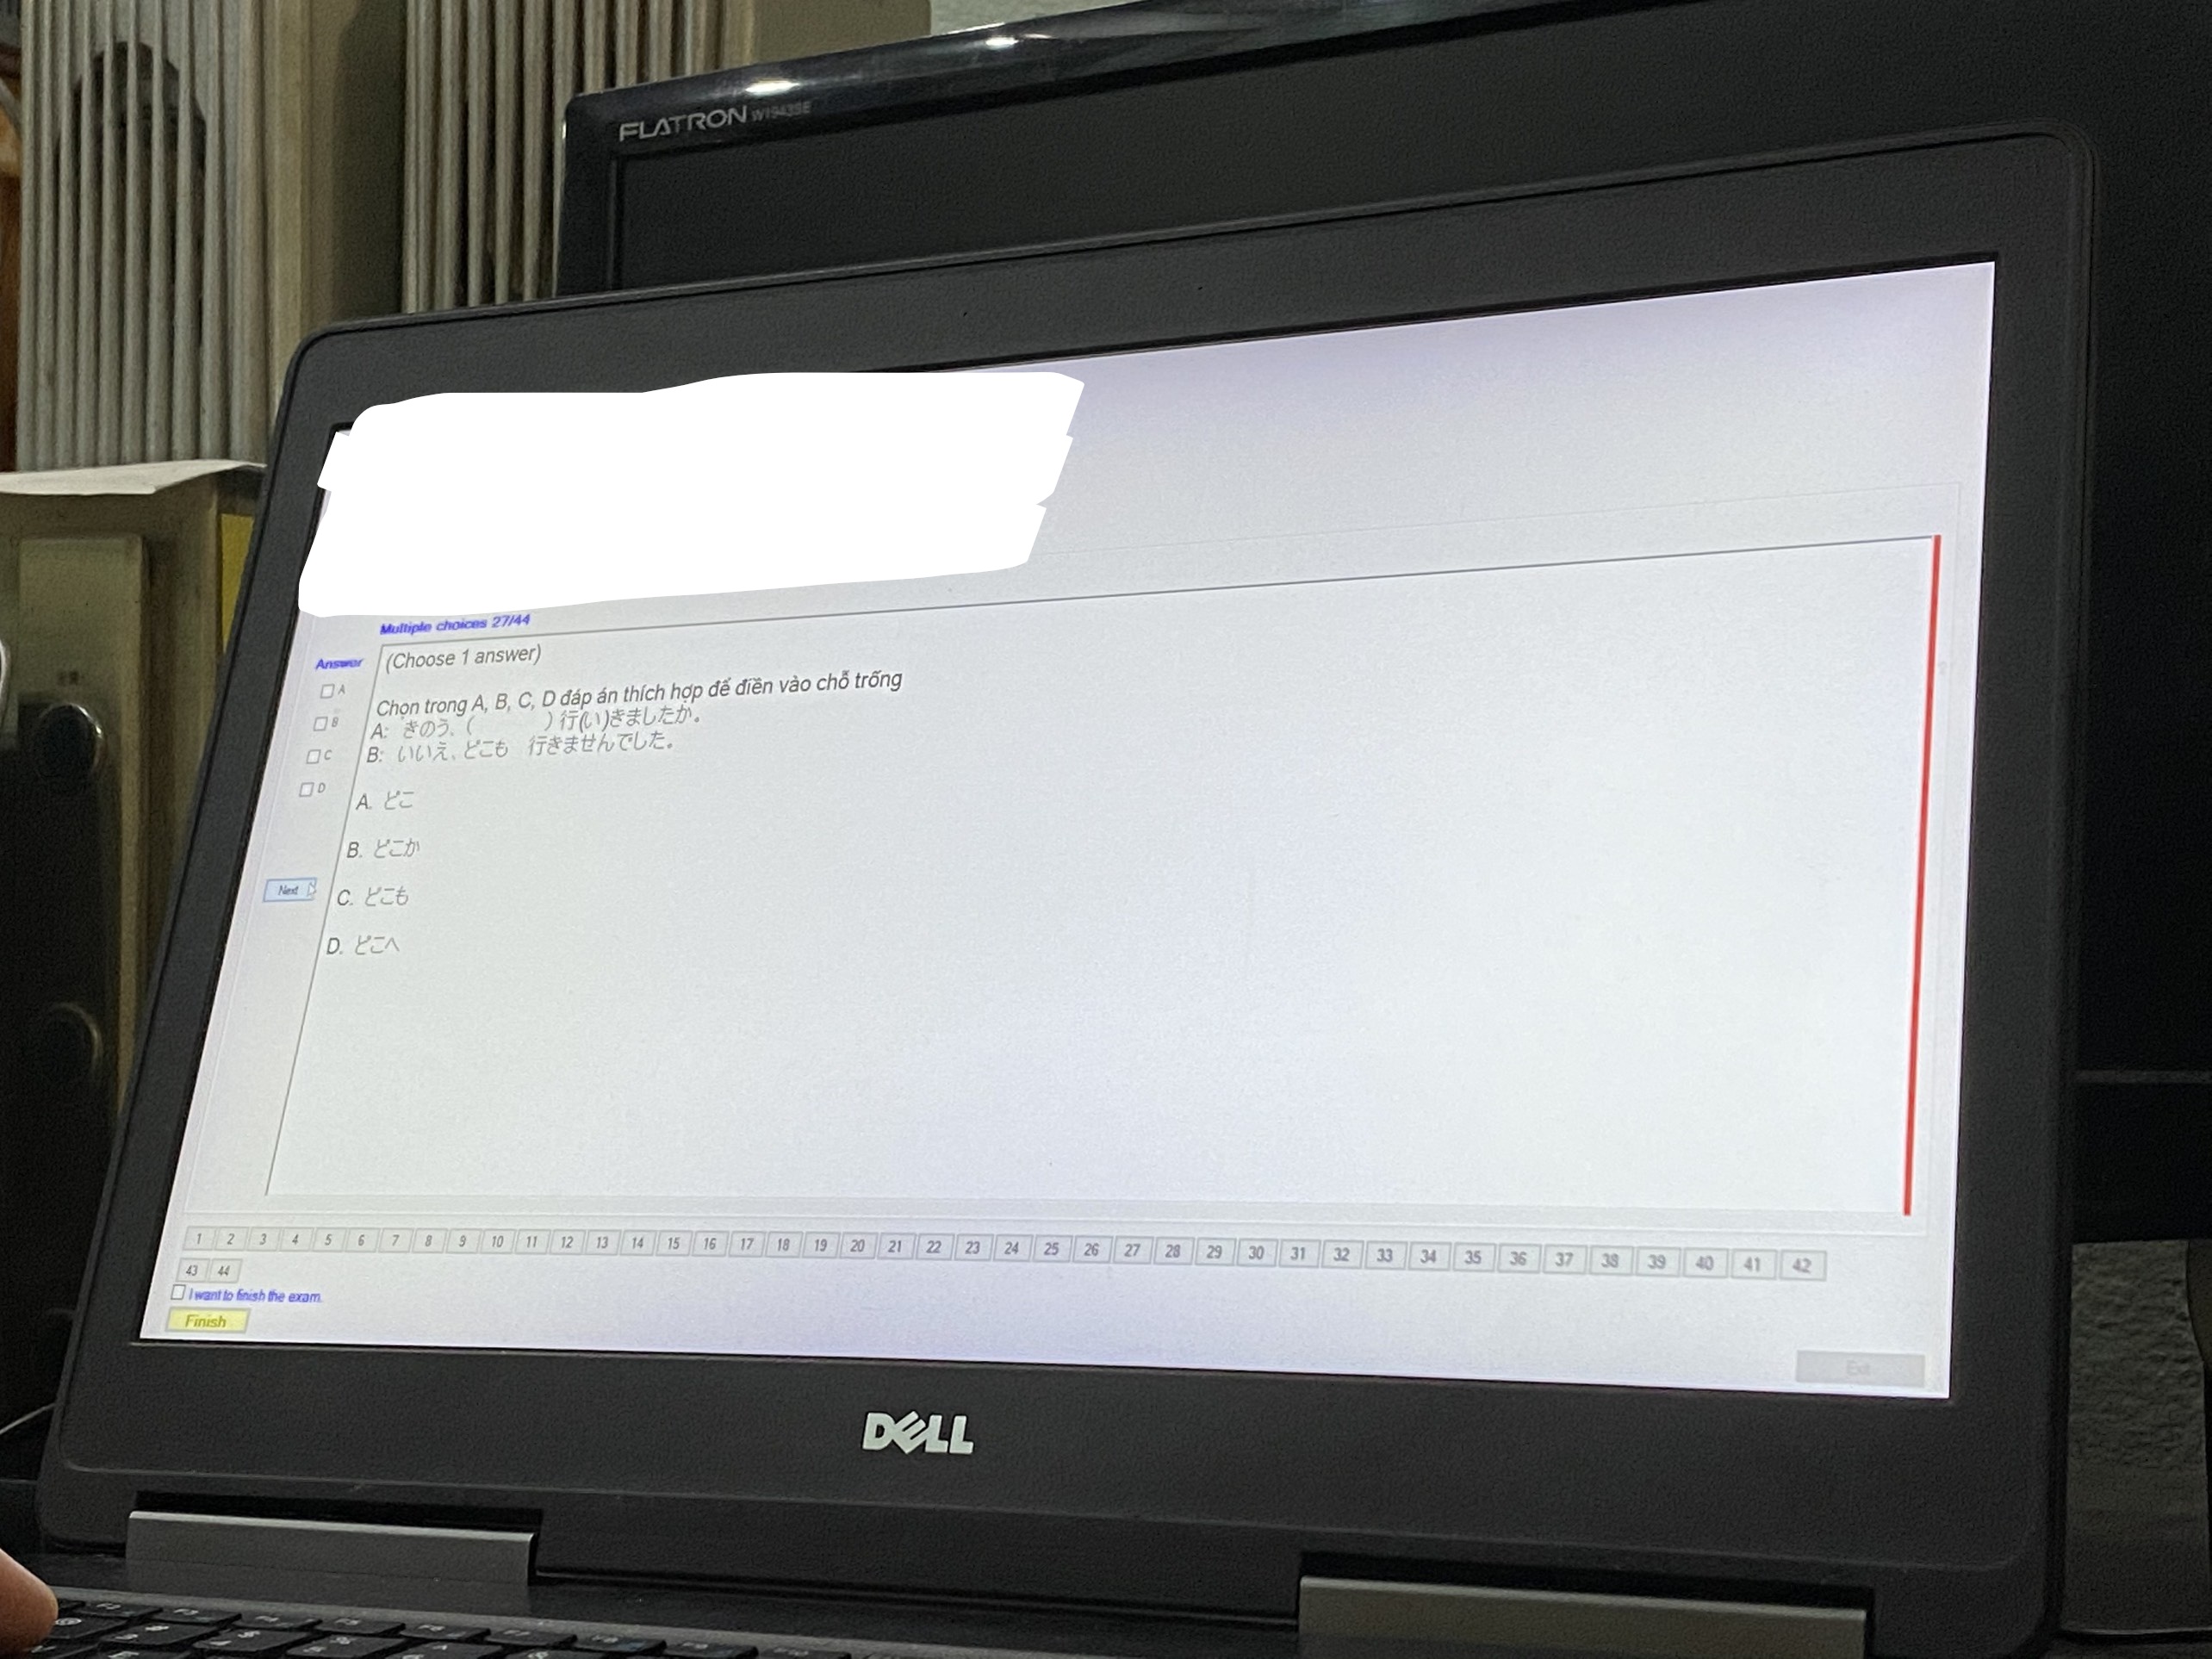 FLATRON W1943SE
Multiple choices 27/44
Answer
(Choose 1 answer)
A
B
C
D
Chọn trong A, B, C, D đáp án thích hợp để điền vào chỗ trống
A: きのう、( ) 行(い)きましたか。
B: いいえ、どこも 行きませんでした。
A. どこ
B. どこか
C. どこも
D. どこへ
Next
1 2 3 4 5 6 7 8 9 10 11 12 13 14 15 16 17 18 19 20 21 22 23 24 25 26 27 28 29 30 31 32 33 34 35 36 37 38 39 40 41 42
43 44
I want to finish the exam.
Finish
Exit
DELL